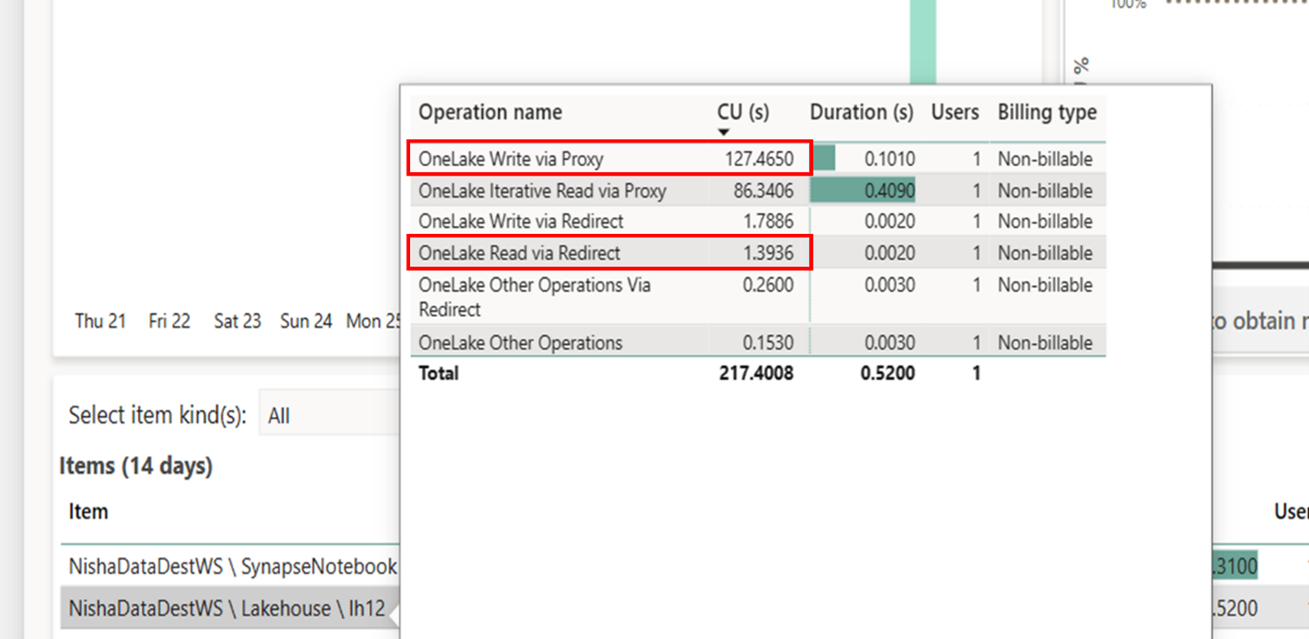 100%
%
Operation name CU (s) Duration (s) Users Billing type
OneLake Write via Proxy 127.4650 0.1010 1 Non-billable
OneLake Iterative Read via Proxy 86.3406 0.4090 1 Non-billable
OneLake Write via Redirect 1.7886 0.0020 1 Non-billable
OneLake Read via Redirect 1.3936 0.0020 1 Non-billable
OneLake Other Operations Via 0.2600 0.0030 1 Non-billable
Redirect
OneLake Other Operations 0.1530 0.0030 1 Non-billable
Total 217.4008 0.5200 1
Thu 21 Fri 22 Sat 23 Sun 24 Mon 25
to obtain
Select item kind(s): All
Items (14 days)
Item
NishaDataDestWS \ SynapseNotebook .3100
NishaDataDestWS \ Lakehouse \ lh12 .5200